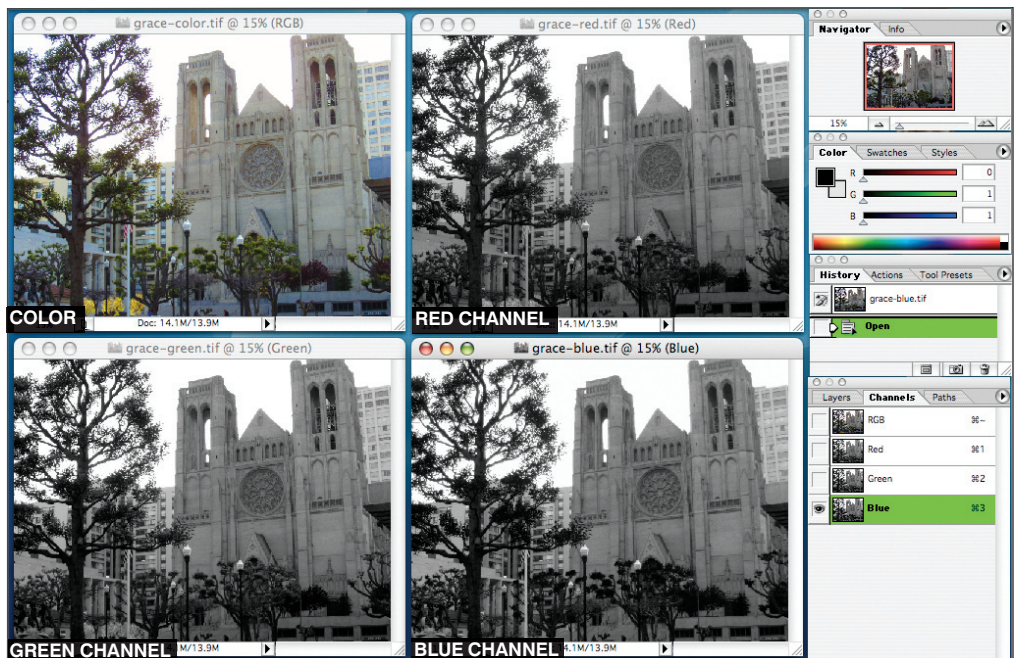 grace-color.tif @ 15% (RGB)
COLOR
Doc: 14.1M/13.9M
grace-red.tif @ 15% (Red)
RED CHANNEL
14.1M/13.9M
grace-green.tif @ 15% (Green)
GREEN CHANNEL
M/13.9M
grace-blue.tif @ 15% (Blue)
BLUE CHANNEL
4.1M/13.9M
Navigator Info
15%
Color Swatches Styles
R 0
G 1
B 1
History Actions Tool Presets
grace-blue.tif
Open
Layers Channels Paths
RGB ⌘~
Red ⌘1
Green ⌘2
Blue ⌘3